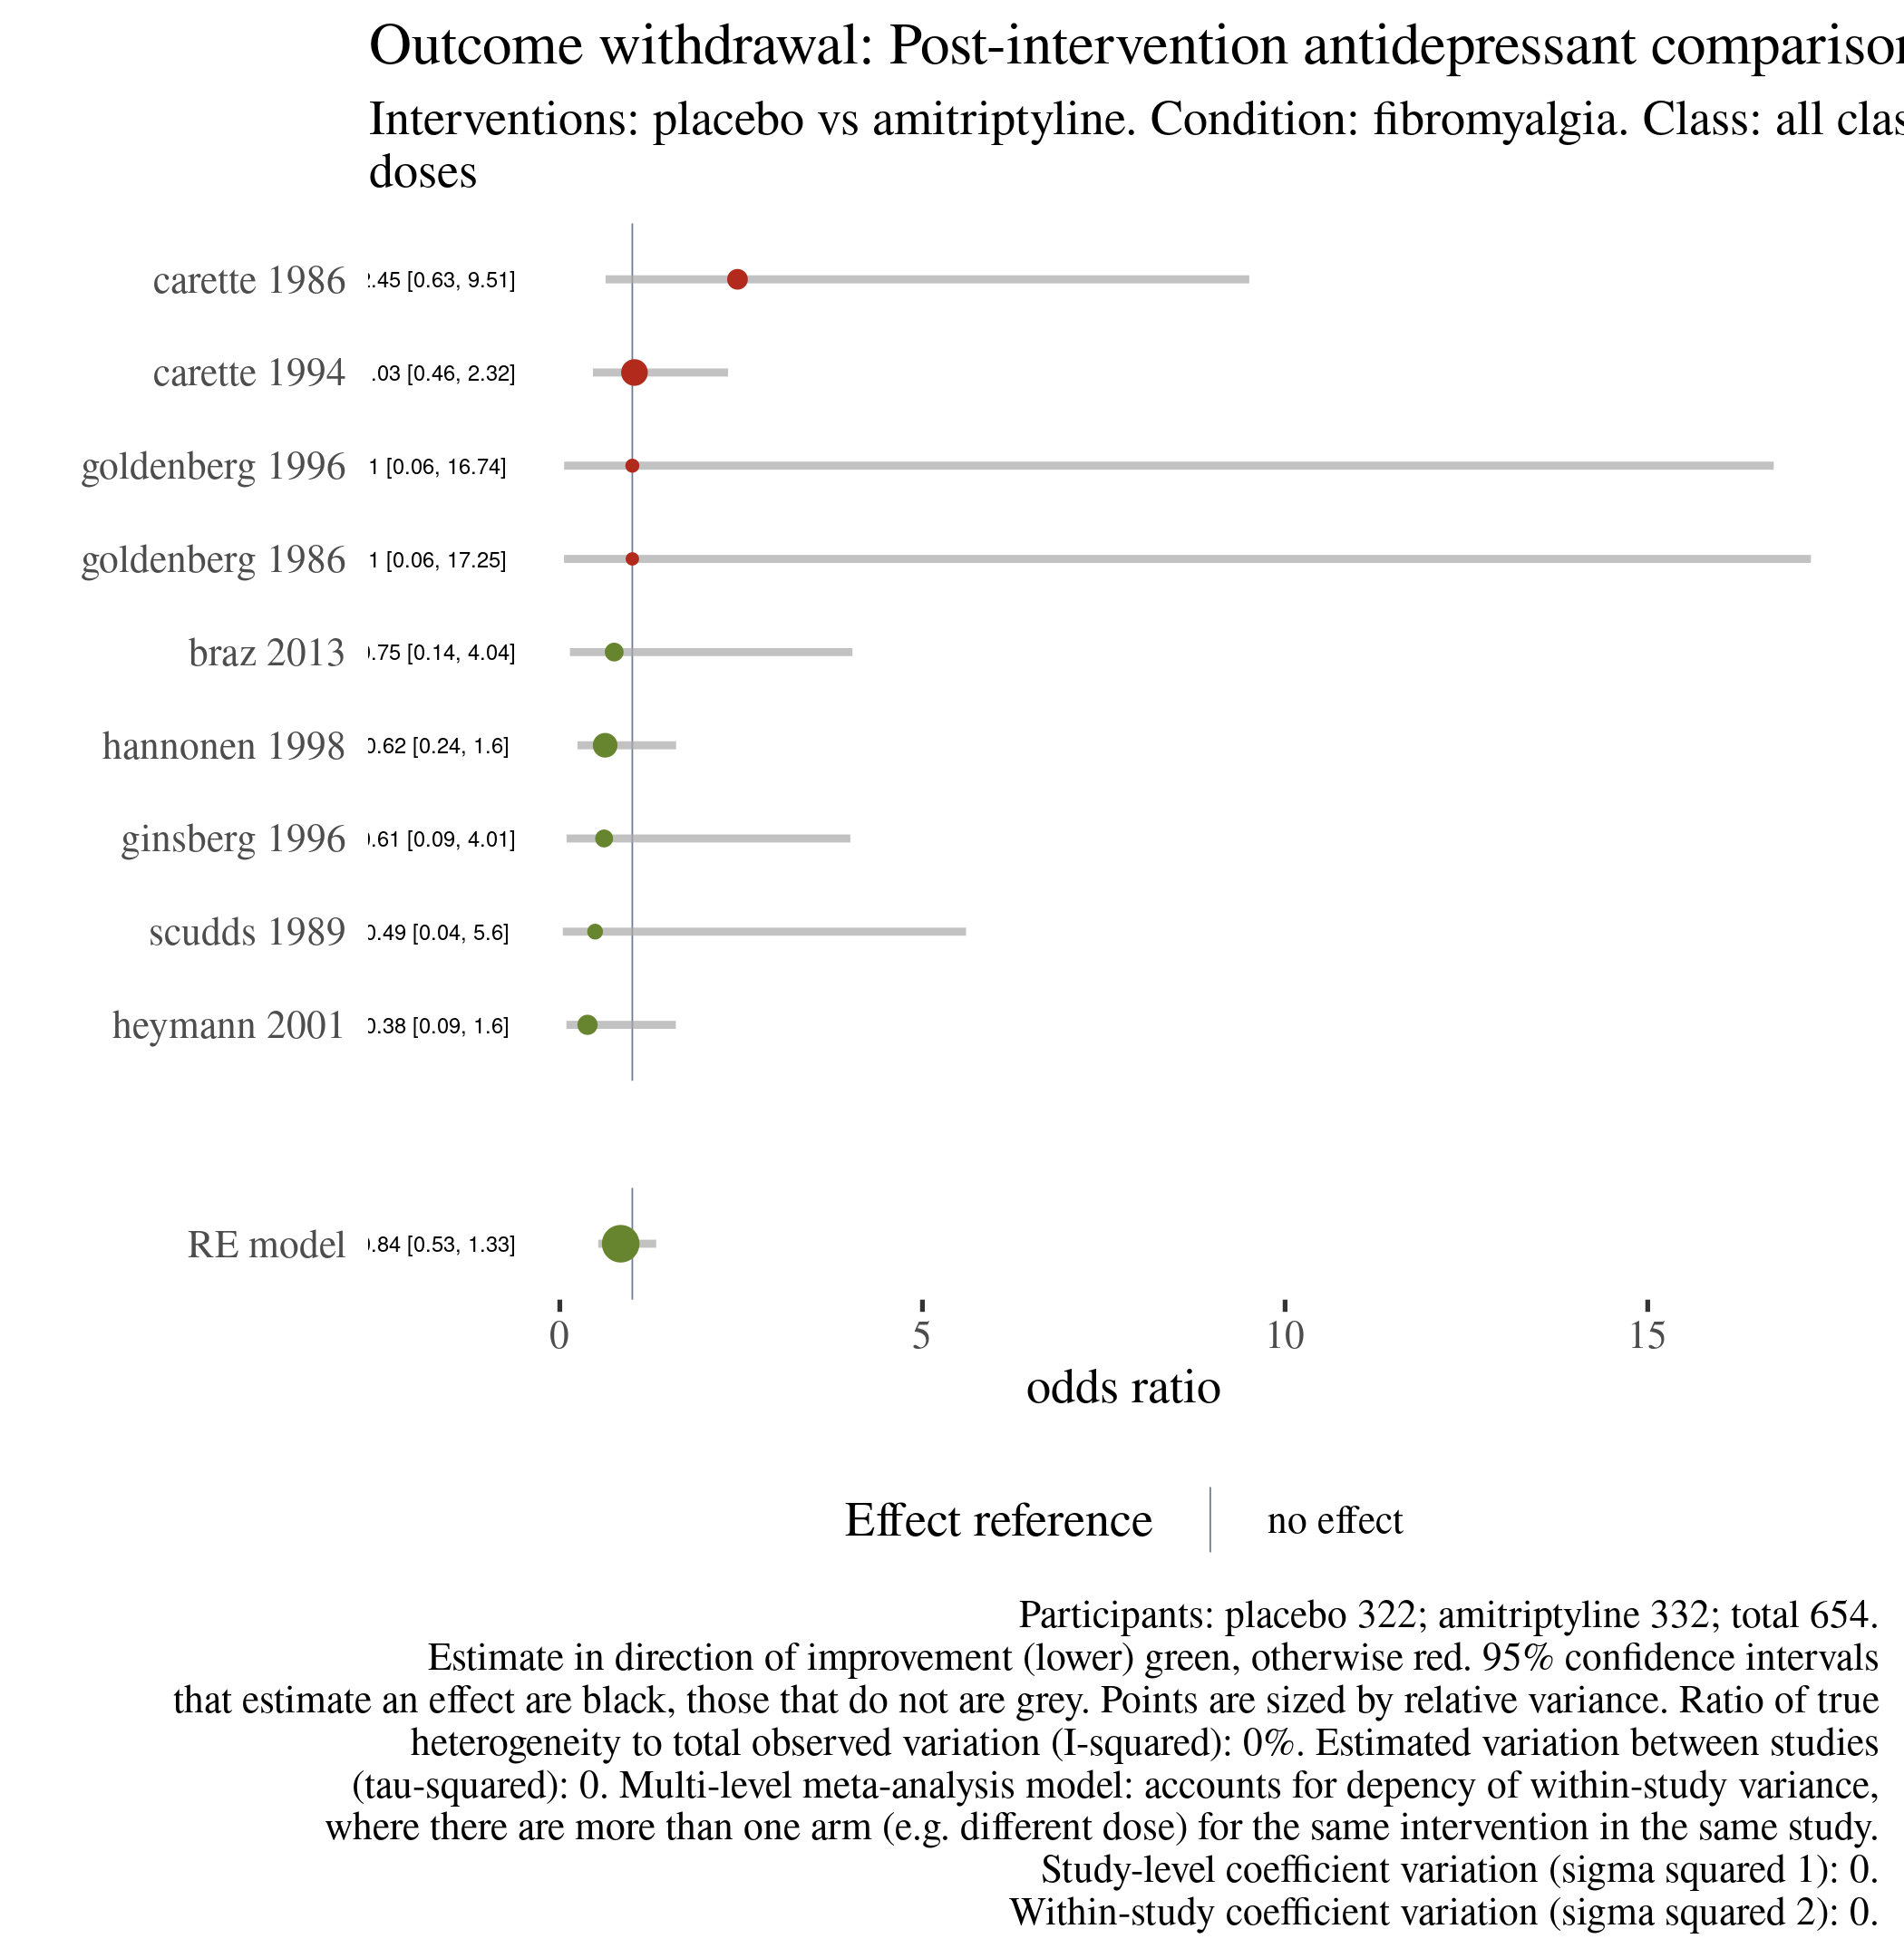 Outcome withdrawal: Post-intervention antidepressant
Interventions: placebo vs amitriptyline. Condition: fibromyalgia. Class: all
doses
carette 1986 .45 [0.63, 9.51]
carette 1994 .03 [0.46, 2.32]
goldenberg 1996 1 [0.06, 16.74]
goldenberg 1986 1 [0.06, 17.25]
braz 2013 .75 [0.14, 4.04]
hannonen 1998 0.62 [0.24, 1.6]
ginsberg 1996 .61 [0.09, 4.01]
scudds 1989 0.49 [0.04, 5.6]
heymann 2001 0.38 [0.09, 1.6]
RE model .84 [0.53, 1.33]
0 5 10 15
odds ratio
Effect reference no effect
Participants: placebo 322; amitriptyline 332; total 654.
Estimate in direction of improvement (lower) green, otherwise red. 95% confidence intervals
that estimate an effect are black, those that do not are grey. Points are sized by relative variance. Ratio of true
heterogeneity to total observed variation (I-squared): 0%. Estimated variation between studies
(tau-squared): 0. Multi-level meta-analysis model: accounts for depency of within-study variance,
where there are more than one arm (e.g. different dose) for the same intervention in the same study.
Study-level coefficient variation (sigma squared 1): 0.
Within-study coefficient variation (sigma squared 2): 0.